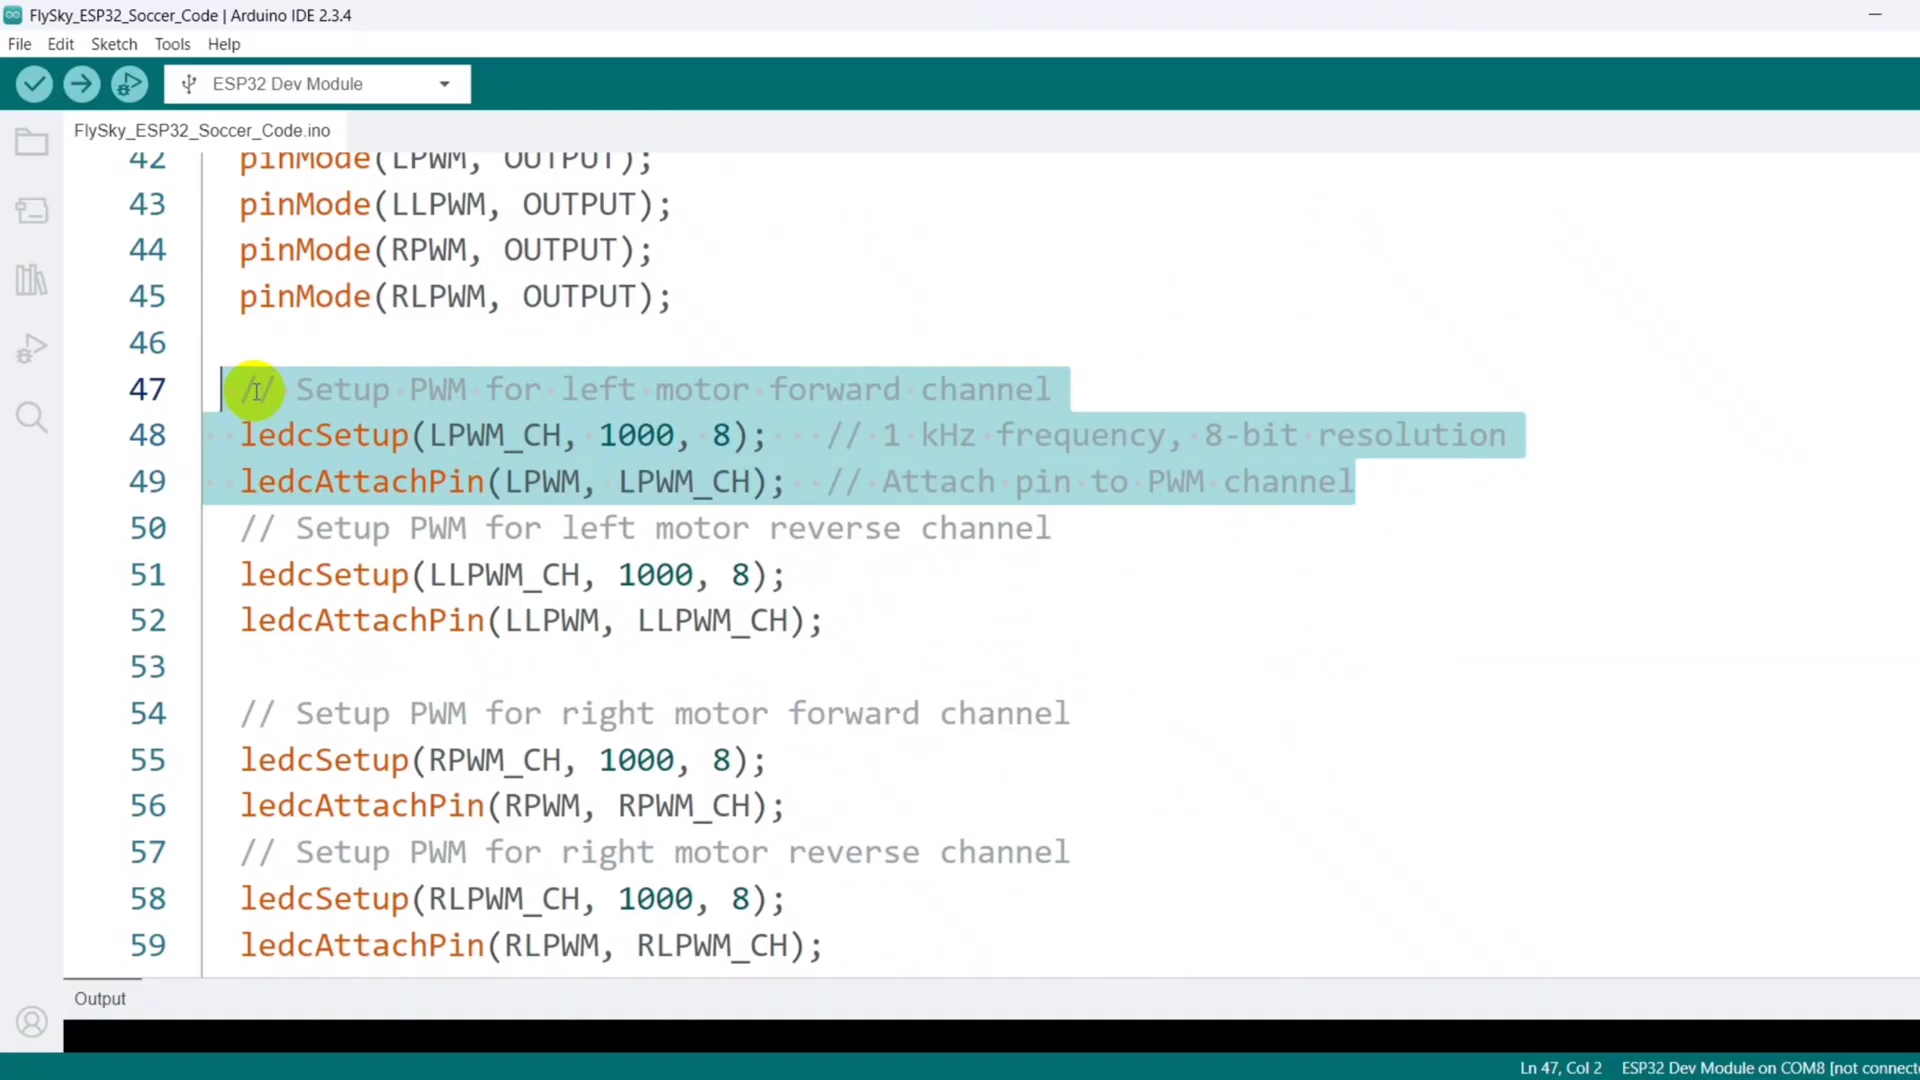 FlySky_ESP32_Soccer_Code | Arduino IDE 2.3.4
File Edit Sketch Tools Help
ESP32 Dev Module
FlySky_ESP32_Soccer_Code.ino
42 pinMode(LPWM, OUTPUT);
43 pinMode(LLPWM, OUTPUT);
44 pinMode(RPWM, OUTPUT);
45 pinMode(RLPWM, OUTPUT);
46
47 // Setup PWM for left motor forward channel
48 ledcSetup(LPWM_CH, 1000, 8);   // 1 kHz frequency, 8-bit resolution
49 ledcAttachPin(LPWM, LPWM_CH);  // Attach pin to PWM channel
50 // Setup PWM for left motor reverse channel
51 ledcSetup(LLPWM_CH, 1000, 8);
52 ledcAttachPin(LLPWM, LLPWM_CH);
53
54 // Setup PWM for right motor forward channel
55 ledcSetup(RPWM_CH, 1000, 8);
56 ledcAttachPin(RPWM, RPWM_CH);
57 // Setup PWM for right motor reverse channel
58 ledcSetup(RLPWM_CH, 1000, 8);
59 ledcAttachPin(RLPWM, RLPWM_CH);
Output
Ln 47, Col 2 ESP32 Dev Module on COM8 [not connect